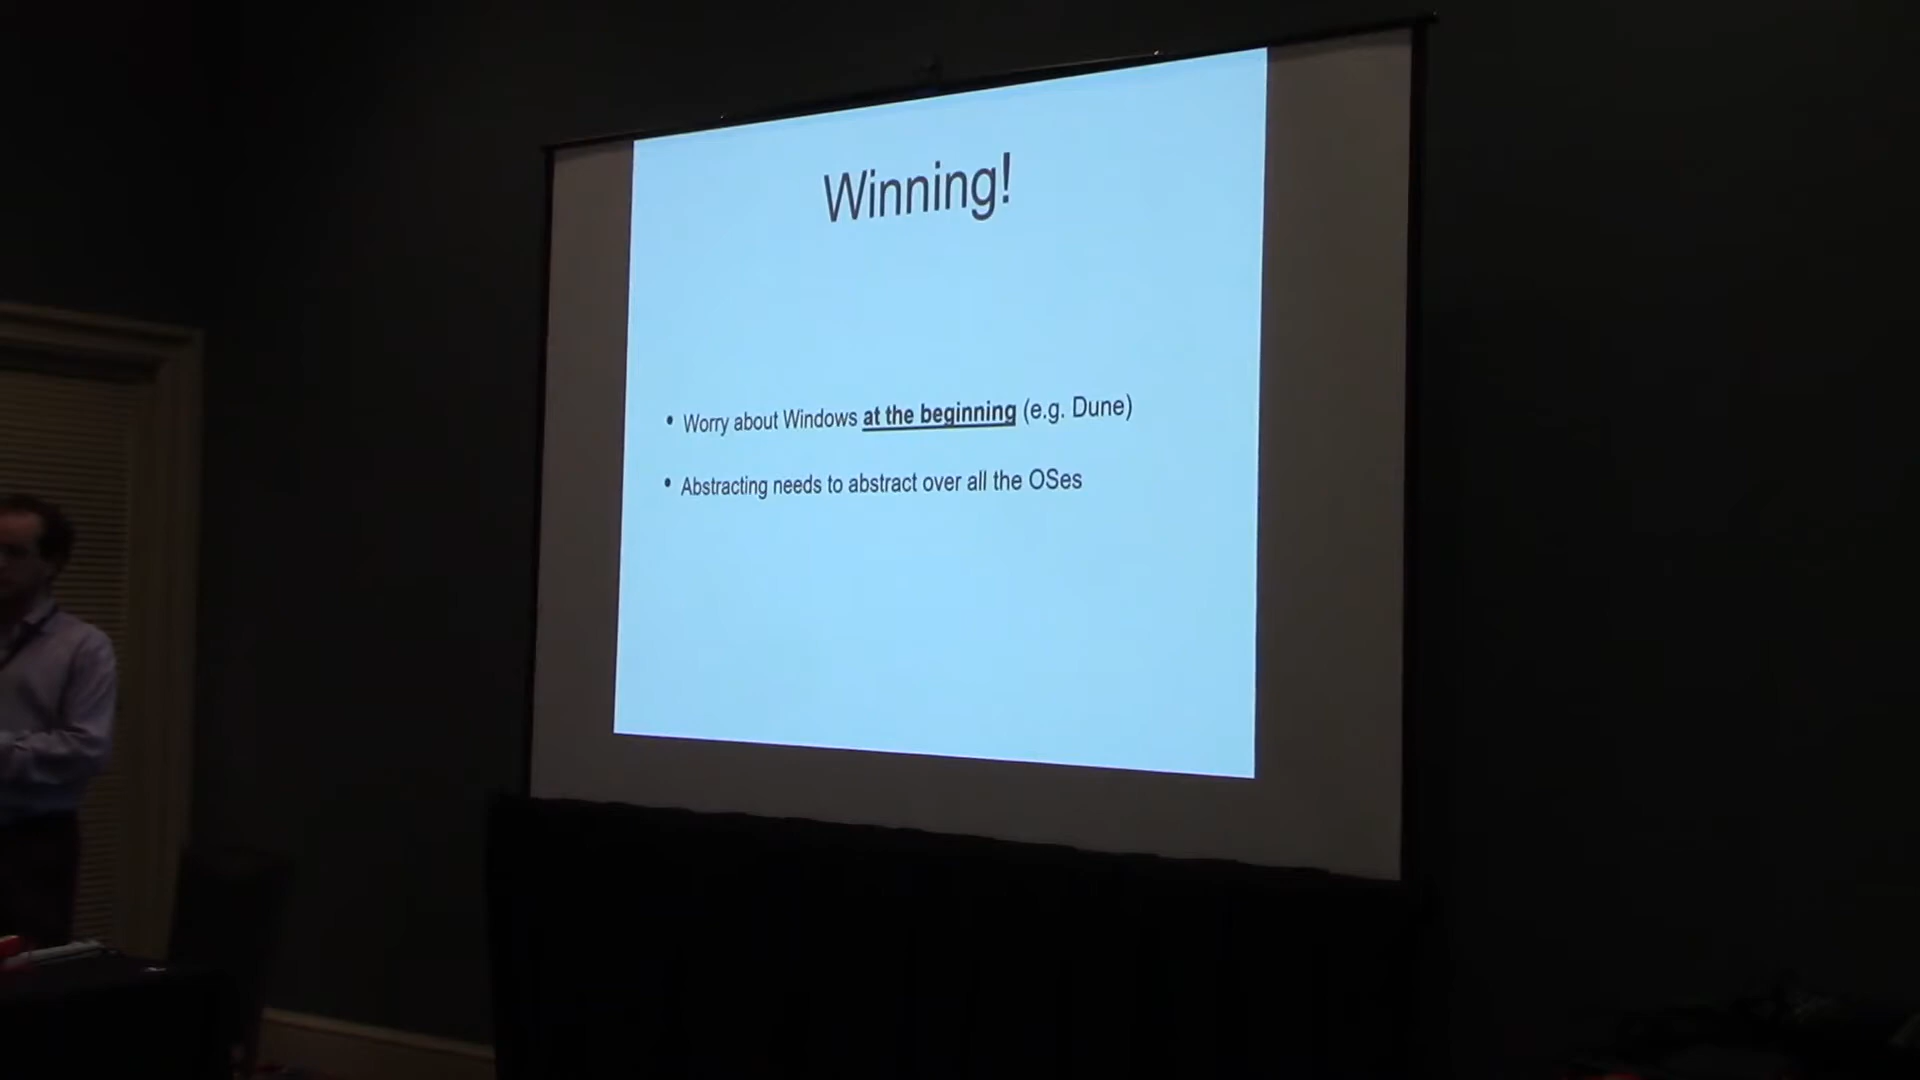 Winning!
• Worry about Windows at the beginning (e.g. Dune)
• Abstracting needs to abstract over all the OSes